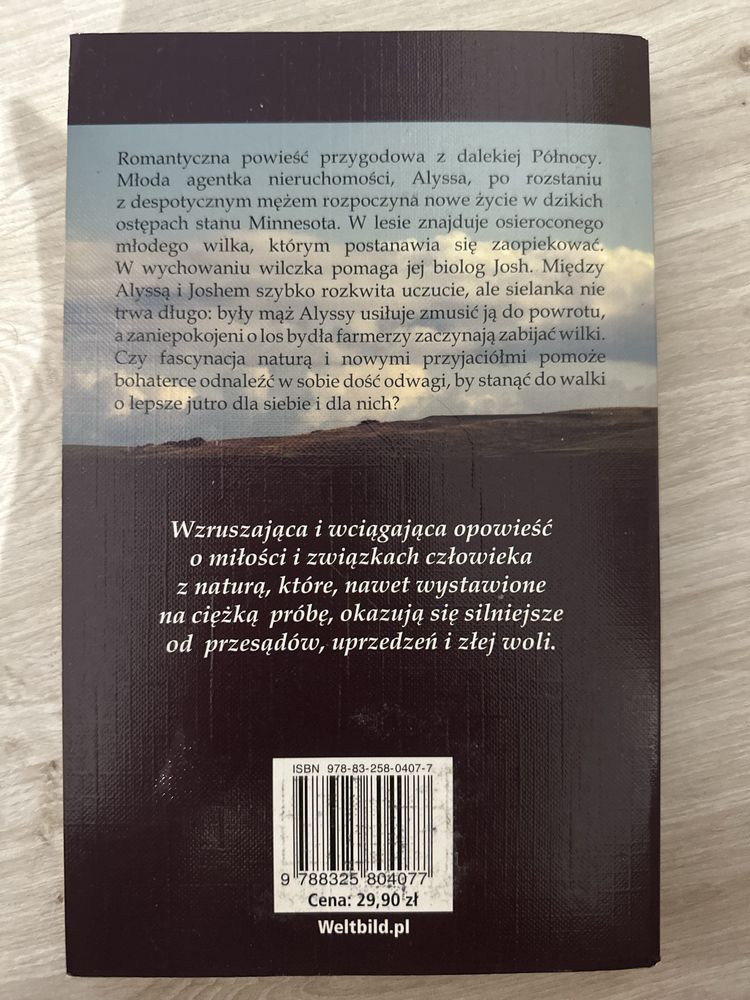 Romantyczna powieść przygodowa z dalekiej Północy.
Młoda agentka nieruchomości, Alyssa, po rozstaniu
z despotycznym mężem rozpoczyna nowe życie w dzikich
ostępach stanu Minnesota. W lesie znajduje osieroconego
młodego wilka, którym postanawia się zaopiekować.
W wychowaniu wilczka pomaga jej biolog Josh. Między
Alyssą i Joshem szybko rozkwita uczucie, ale sielanka nie
trwa długo: były mąż Alyssy usiłuje zmusić ją do powrotu,
a zaniepokojeni o los bydła farmerzy zaczynają zabijać wilki.
Czy fascynacja naturą i nowymi przyjaciółmi pomoże
bohaterce odnaleźć w sobie dość odwagi, by stanąć do walki
o lepsze jutro dla siebie i dla nich?
Wzruszająca i wciągająca opowieść
o miłości i związkach człowieka
z naturą, które, nawet wystawione
na ciężką próbę, okazują się silniejsze
od przesądów, uprzedzeń i złej woli.
ISBN 978-83-258-0407-7
9 788325 804077
Cena: 29,90 zł
Weltbild.pl